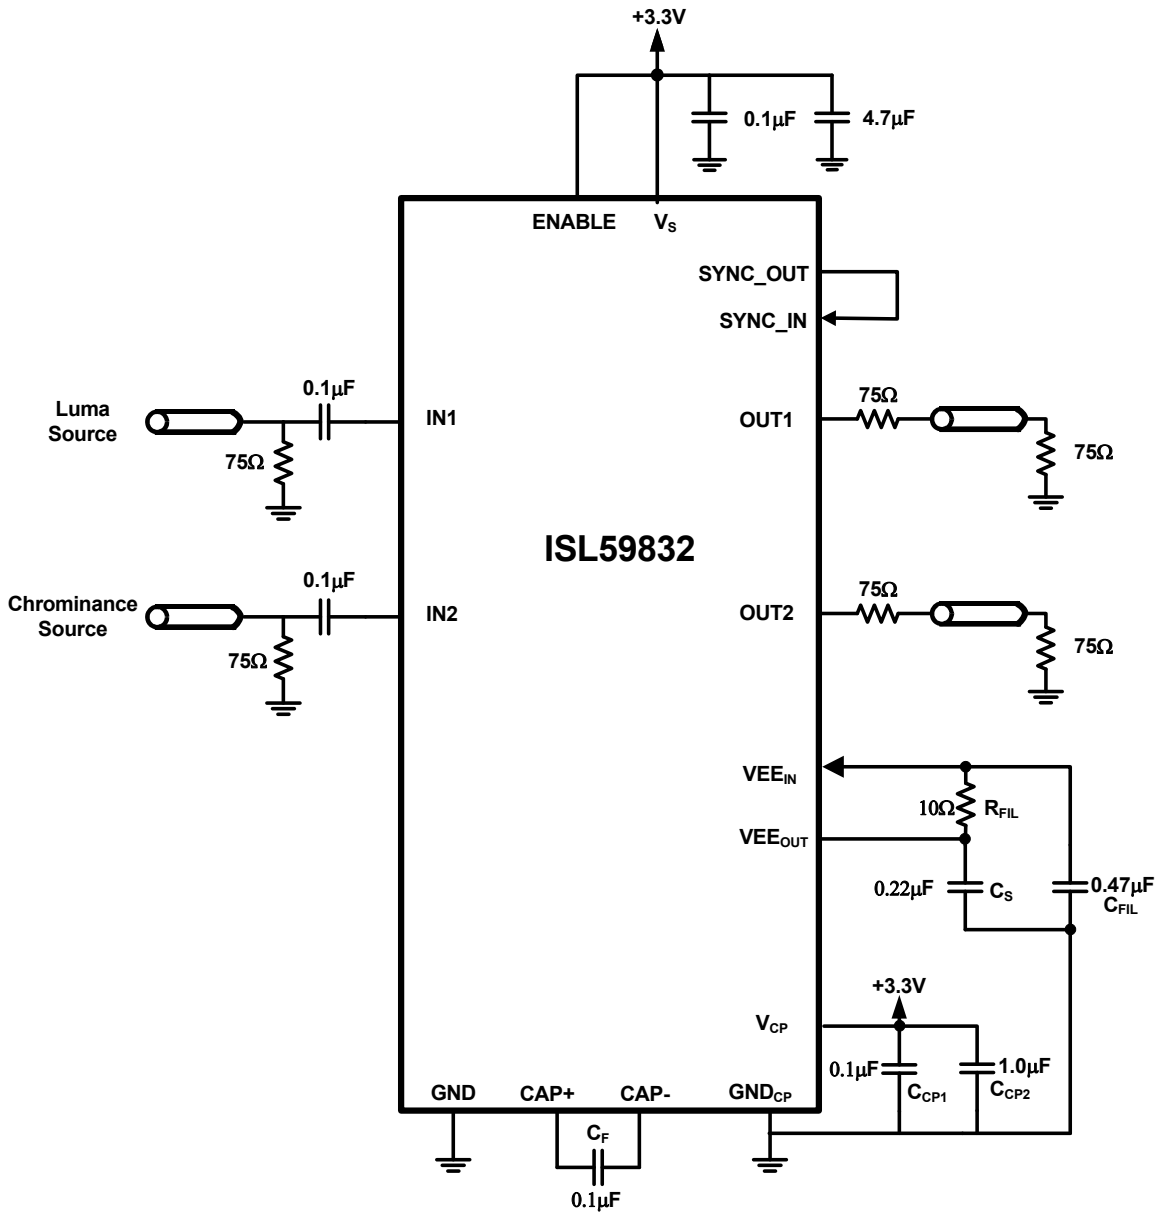 +3.3V
0.1µF
4.7µF
ENABLE
VS
SYNC_OUT
SYNC_IN
Luma
Source
0.1µF
75Ω
IN1
OUT1
75Ω
75Ω
ISL59832
Chrominance
Source
0.1µF
75Ω
IN2
OUT2
75Ω
75Ω
VEEIN
10Ω
RFIL
VEEOUT
0.22µF
CS
0.47µF
CFIL
+3.3V
VCP
0.1µF
CCP1
1.0µF
CCP2
GND
CAP+
CAP-
GNDCP
CF
0.1µF